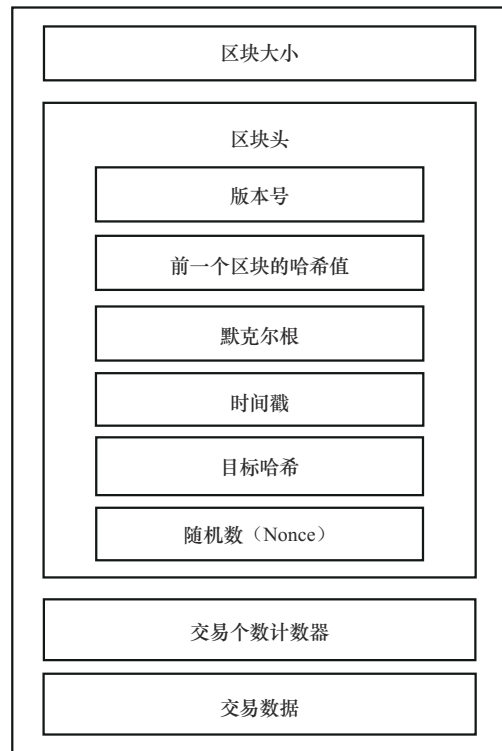 区块大小
区块头
版本号
前一个区块的哈希值
默克尔根
时间戳
目标哈希
随机数（Nonce）
交易个数计数器
交易数据